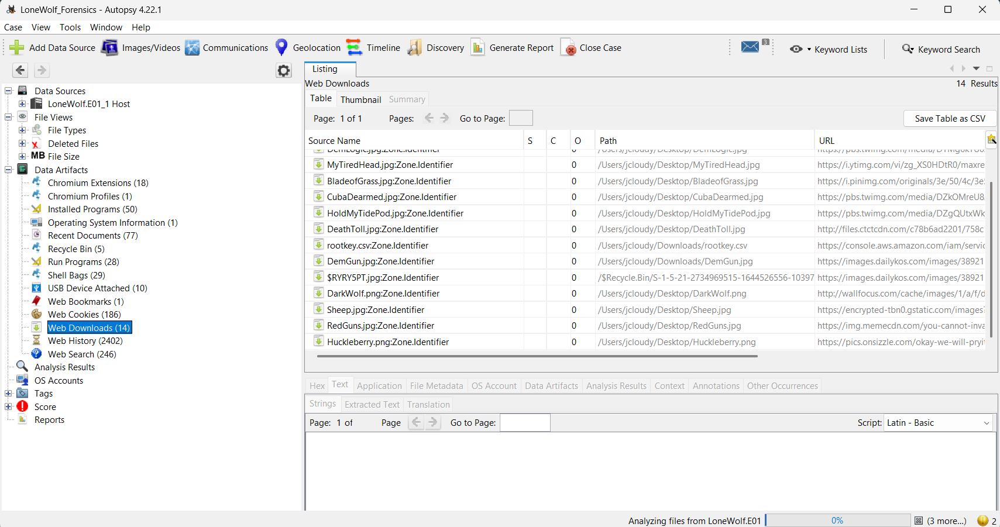 LoneWolf_Forensics - Autopsy 4.22.1
Case View Tools Window Help
Add Data Source Images/Videos Communications Geolocation Timeline Discovery Generate Report Close Case 3 Keyword Lists Keyword Search
Data Sources
LoneWolf.E01_1 Host
File Views
File Types
Deleted Files
MB File Size
Data Artifacts
Chromium Extensions (18)
Chromium Profiles (1)
Installed Programs (50)
Operating System Information (1)
Recent Documents (77)
Recycle Bin (5)
Run Programs (28)
Shell Bags (29)
USB Device Attached (10)
Web Bookmarks (1)
Web Cookies (186)
Web Downloads (14)
Web History (2402)
Web Search (246)
Analysis Results
OS Accounts
Tags
Score
Reports
Listing
Web Downloads 14 Results
Table Thumbnail Summary
Page: 1 of 1 Pages: Go to Page: Save Table as CSV
Source Name S C O Path URL
DemLogic.jpg:Zone.Identifier 0 /Users/jcloudy/Desktop/DemLogic.jpg
MyTiredHead.jpg:Zone.Identifier 0 /Users/jcloudy/Desktop/MyTiredHead.jpg https://i.ytimg.com/vi/zg_XS0HDtR0/maxre
BladeofGrass.jpg:Zone.Identifier 0 /Users/jcloudy/Desktop/BladeofGrass.jpg https://i.pinimg.com/originals/3e/50/4c/3e
CubaDearmed.jpg:Zone.Identifier 0 /Users/jcloudy/Desktop/CubaDearmed.jpg https://pbs.twimg.com/media/DZkOMreU8
HoldMyTidePod.jpg:Zone.Identifier 0 /Users/jcloudy/Desktop/HoldMyTidePod.jpg https://pbs.twimg.com/media/DZgQUtxWk
DeathToll.jpg:Zone.Identifier 0 /Users/jcloudy/Desktop/DeathToll.jpg http://files.ctctcdn.com/c78b6ad2201/758c
rootkey.csv:Zone.Identifier 0 /Users/jcloudy/Downloads/rootkey.csv https://console.aws.amazon.com/iam/servic
DemGun.jpg:Zone.Identifier 0 /Users/jcloudy/Downloads/DemGun.jpg https://images.dailykos.com/images/38921
$RYRY5PT.jpg:Zone.Identifier 0 /$Recycle.Bin/S-1-5-21-2734969515-1644526556-10397 https://images.dailykos.com/images/38921
DarkWolf.png:Zone.Identifier 0 /Users/jcloudy/Desktop/DarkWolf.png http://wallfocus.com/cache/images/1/a/f/d
Sheep.jpg:Zone.Identifier 0 /Users/jcloudy/Desktop/Sheep.jpg https://encrypted-tbn0.gstatic.com/images?
RedGuns.jpg:Zone.Identifier 0 /Users/jcloudy/Desktop/RedGuns.jpg https://img.memecdn.com/you-cannot-inva
Huckleberry.png:Zone.Identifier 0 /Users/jcloudy/Desktop/Huckleberry.png https://pics.onsizzle.com/okay-we-will-pryi
Hex Text Application File Metadata OS Account Data Artifacts Analysis Results Context Annotations Other Occurrences
Strings Extracted Text Translation
Page: 1 of Page Go to Page: Script: Latin - Basic
Analyzing files from LoneWolf.E01 0% (3 more...) 2